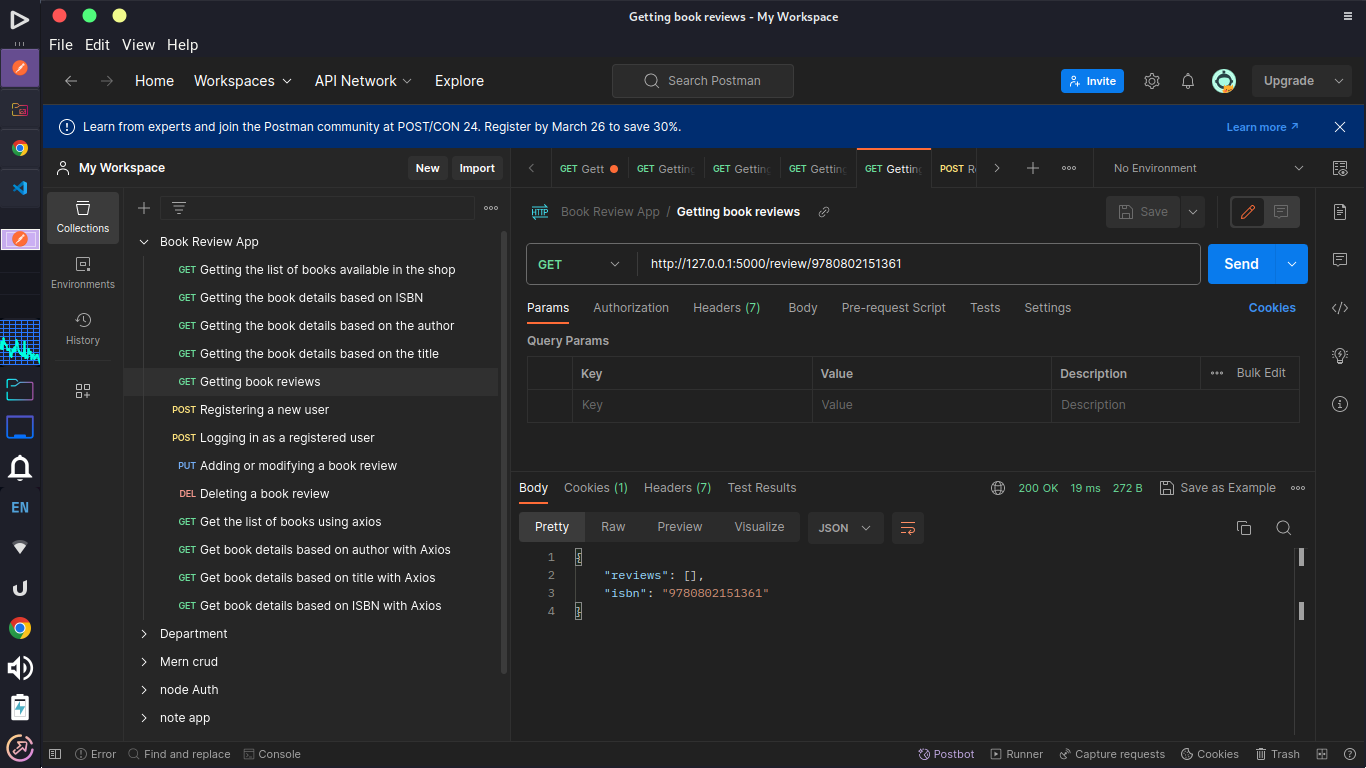 Getting book reviews - My Workspace
File Edit View Help
Home Workspaces API Network Explore Search Postman Invite Upgrade
Learn from experts and join the Postman community at POST/CON 24. Register by March 26 to save 30%. Learn more
My Workspace New Import
GET Gett GET Getting GET Getting GET Getting GET Getting POST R No Environment
Collections
Environments
History
Book Review App
GET Getting the list of books available in the shop
GET Getting the book details based on ISBN
GET Getting the book details based on the author
GET Getting the book details based on the title
GET Getting book reviews
POST Registering a new user
POST Logging in as a registered user
PUT Adding or modifying a book review
DEL Deleting a book review
GET Get the list of books using axios
GET Get book details based on author with Axios
GET Get book details based on title with Axios
GET Get book details based on ISBN with Axios
Department
Mern crud
node Auth
note app
HTTP Book Review App / Getting book reviews Save
GET http://127.0.0.1:5000/review/9780802151361 Send
Params Authorization Headers (7) Body Pre-request Script Tests Settings Cookies
Query Params
Key Value Description Bulk Edit
Key Value Description
Body Cookies (1) Headers (7) Test Results 200 OK 19 ms 272 B Save as Example
Pretty Raw Preview Visualize JSON
1 {
2 "reviews": [],
3 "isbn": "9780802151361"
4 }
EN
Error Find and replace Console Postbot Runner Capture requests Cookies Trash